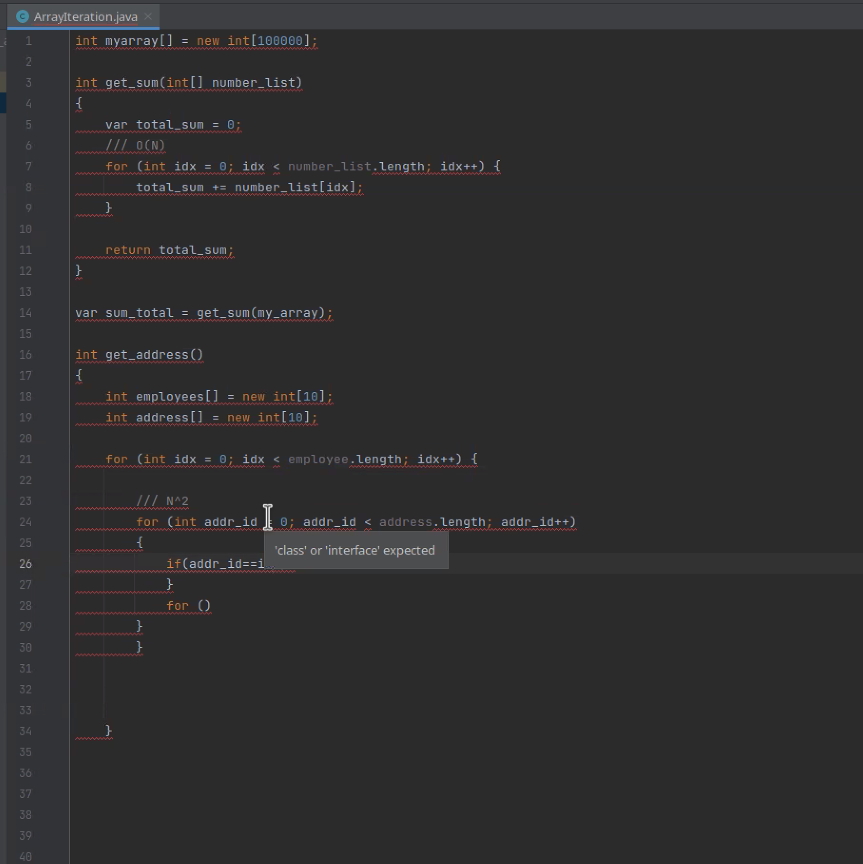 ArrayIteration.java
1 int myarray[] = new int[100000];
2
3 int get_sum(int[] number_list)
4 {
5 var total_sum = 0;
6 /// O(N)
7 for (int idx = 0; idx < number_list.length; idx++) {
8 total_sum += number_list[idx];
9 }
10
11 return total_sum;
12 }
13
14 var sum_total = get_sum(my_array);
15
16 int get_address()
17 {
18 int employees[] = new int[10];
19 int address[] = new int[10];
20
21 for (int idx = 0; idx < employee.length; idx++) {
22
23 /// N^2
24 for (int addr_id = 0; addr_id < address.length; addr_id++)
25 {
'class' or 'interface' expected
26 if(addr_id==i
27 }
28 for ()
29 }
30 }
31
32
33
34 }
35
36
37
38
39
40